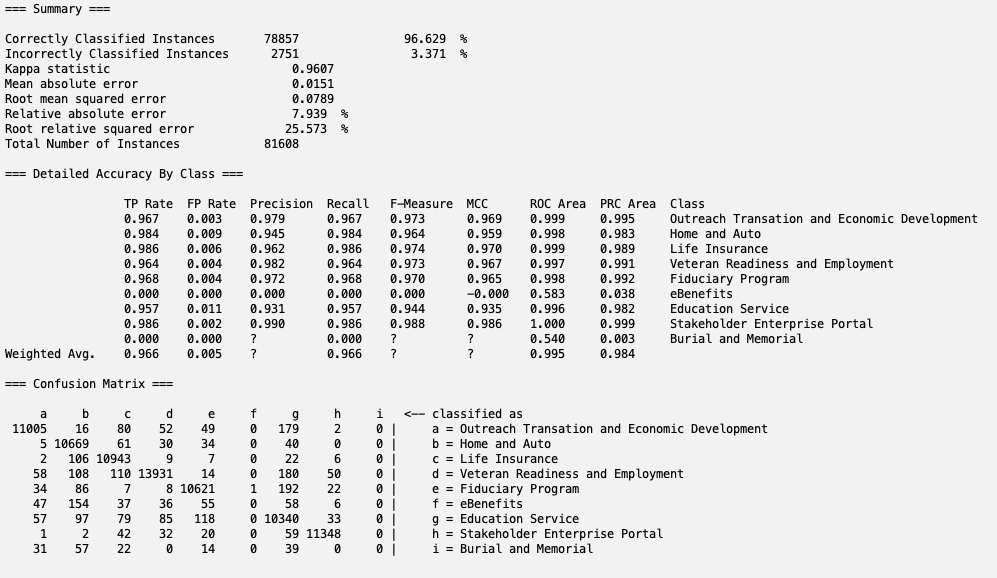 === Summary ===
Correctly Classified Instances 78857 96.629 %
Incorrectly Classified Instances 2751 3.371 %
Kappa statistic 0.9607
Mean absolute error 0.0151
Root mean squared error 0.0789
Relative absolute error 7.939 %
Root relative squared error 25.573 %
Total Number of Instances 81608
=== Detailed Accuracy By Class ===
TP Rate FP Rate Precision Recall F-Measure MCC ROC Area PRC Area Class
0.967 0.003 0.979 0.967 0.973 0.969 0.999 0.995 Outreach Transation and Economic Development
0.984 0.009 0.945 0.984 0.964 0.959 0.998 0.983 Home and Auto
0.986 0.006 0.962 0.986 0.974 0.970 0.999 0.989 Life Insurance
0.964 0.004 0.982 0.964 0.973 0.967 0.997 0.991 Veteran Readiness and Employment
0.968 0.004 0.972 0.968 0.970 0.965 0.998 0.992 Fiduciary Program
0.000 0.000 0.000 0.000 0.000 -0.000 0.583 0.038 eBenefits
0.957 0.011 0.931 0.957 0.944 0.935 0.996 0.982 Education Service
0.986 0.002 0.990 0.986 0.988 0.986 1.000 0.999 Stakeholder Enterprise Portal
0.000 0.000 ? 0.000 ? ? 0.540 0.003 Burial and Memorial
Weighted Avg. 0.966 0.005 ? 0.966 ? ? 0.995 0.984
=== Confusion Matrix ===
a b c d e f g h i <-- classified as
11005 16 80 52 49 0 179 2 0 | a = Outreach Transation and Economic Development
5 10669 61 30 34 0 40 0 0 | b = Home and Auto
2 106 10943 9 7 0 22 6 0 | c = Life Insurance
58 108 110 13931 14 0 180 50 0 | d = Veteran Readiness and Employment
34 86 7 8 10621 1 192 22 0 | e = Fiduciary Program
47 154 37 36 55 0 58 6 0 | f = eBenefits
57 97 79 85 118 0 10340 33 0 | g = Education Service
1 2 42 32 20 0 59 11348 0 | h = Stakeholder Enterprise Portal
31 57 22 0 14 0 39 0 0 | i = Burial and Memorial